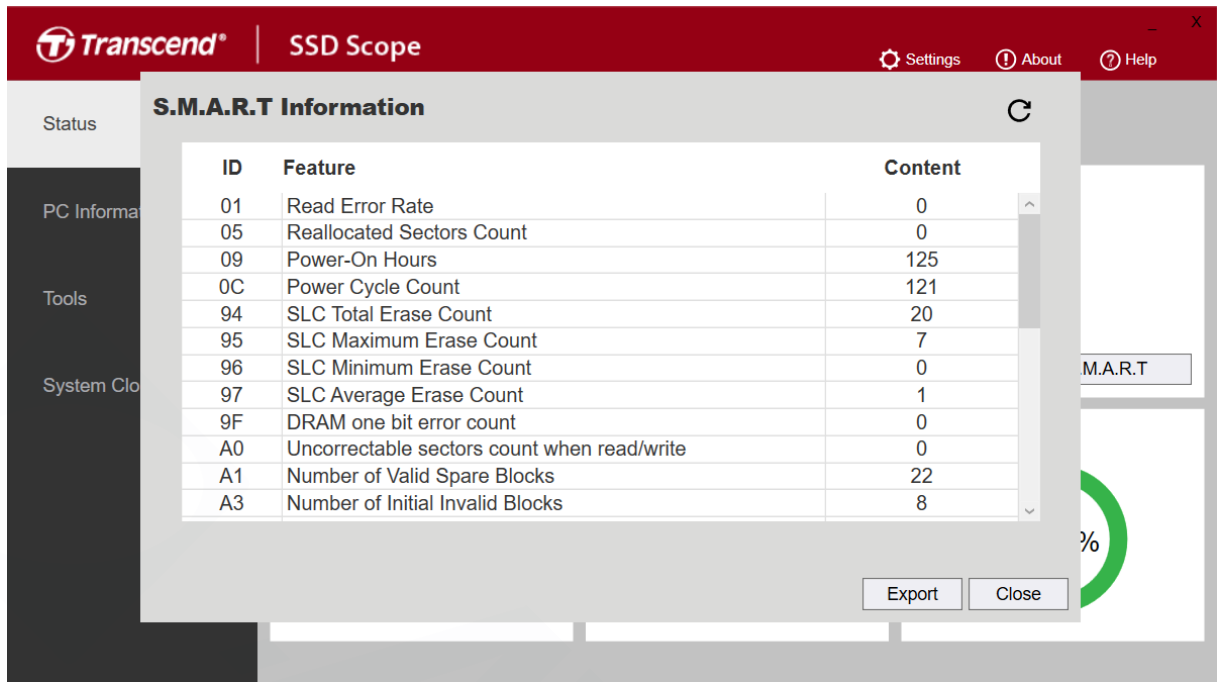 Transcend®
SSD Scope
_ X
Settings
About
Help
Status
PC Informa
Tools
System Clo
S.M.A.R.T Information
ID Feature Content
01 Read Error Rate 0
05 Reallocated Sectors Count 0
09 Power-On Hours 125
0C Power Cycle Count 121
94 SLC Total Erase Count 20
95 SLC Maximum Erase Count 7
96 SLC Minimum Erase Count 0
97 SLC Average Erase Count 1
9F DRAM one bit error count 0
A0 Uncorrectable sectors count when read/write 0
A1 Number of Valid Spare Blocks 22
A3 Number of Initial Invalid Blocks 8
Export Close
.M.A.R.T
%